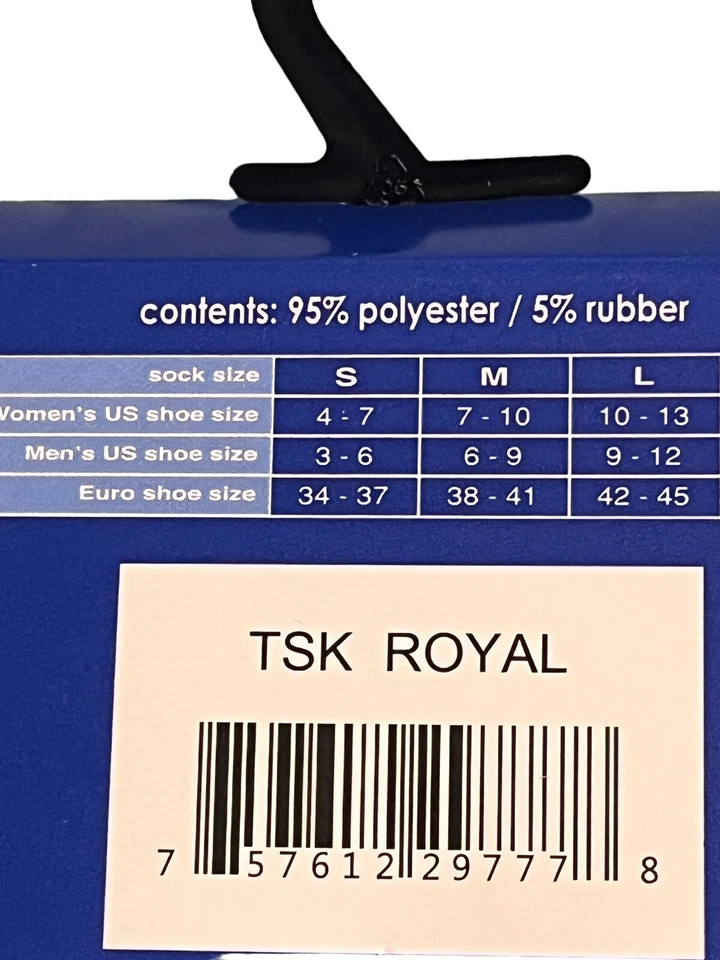 contents: 95% polyester / 5% rubber
sock size S M L
Women's US shoe size 4 - 7 7 - 10 10 - 13
Men's US shoe size 3 - 6 6 - 9 9 - 12
Euro shoe size 34 - 37 38 - 41 42 - 45
TSK ROYAL
7 57612 29777 8